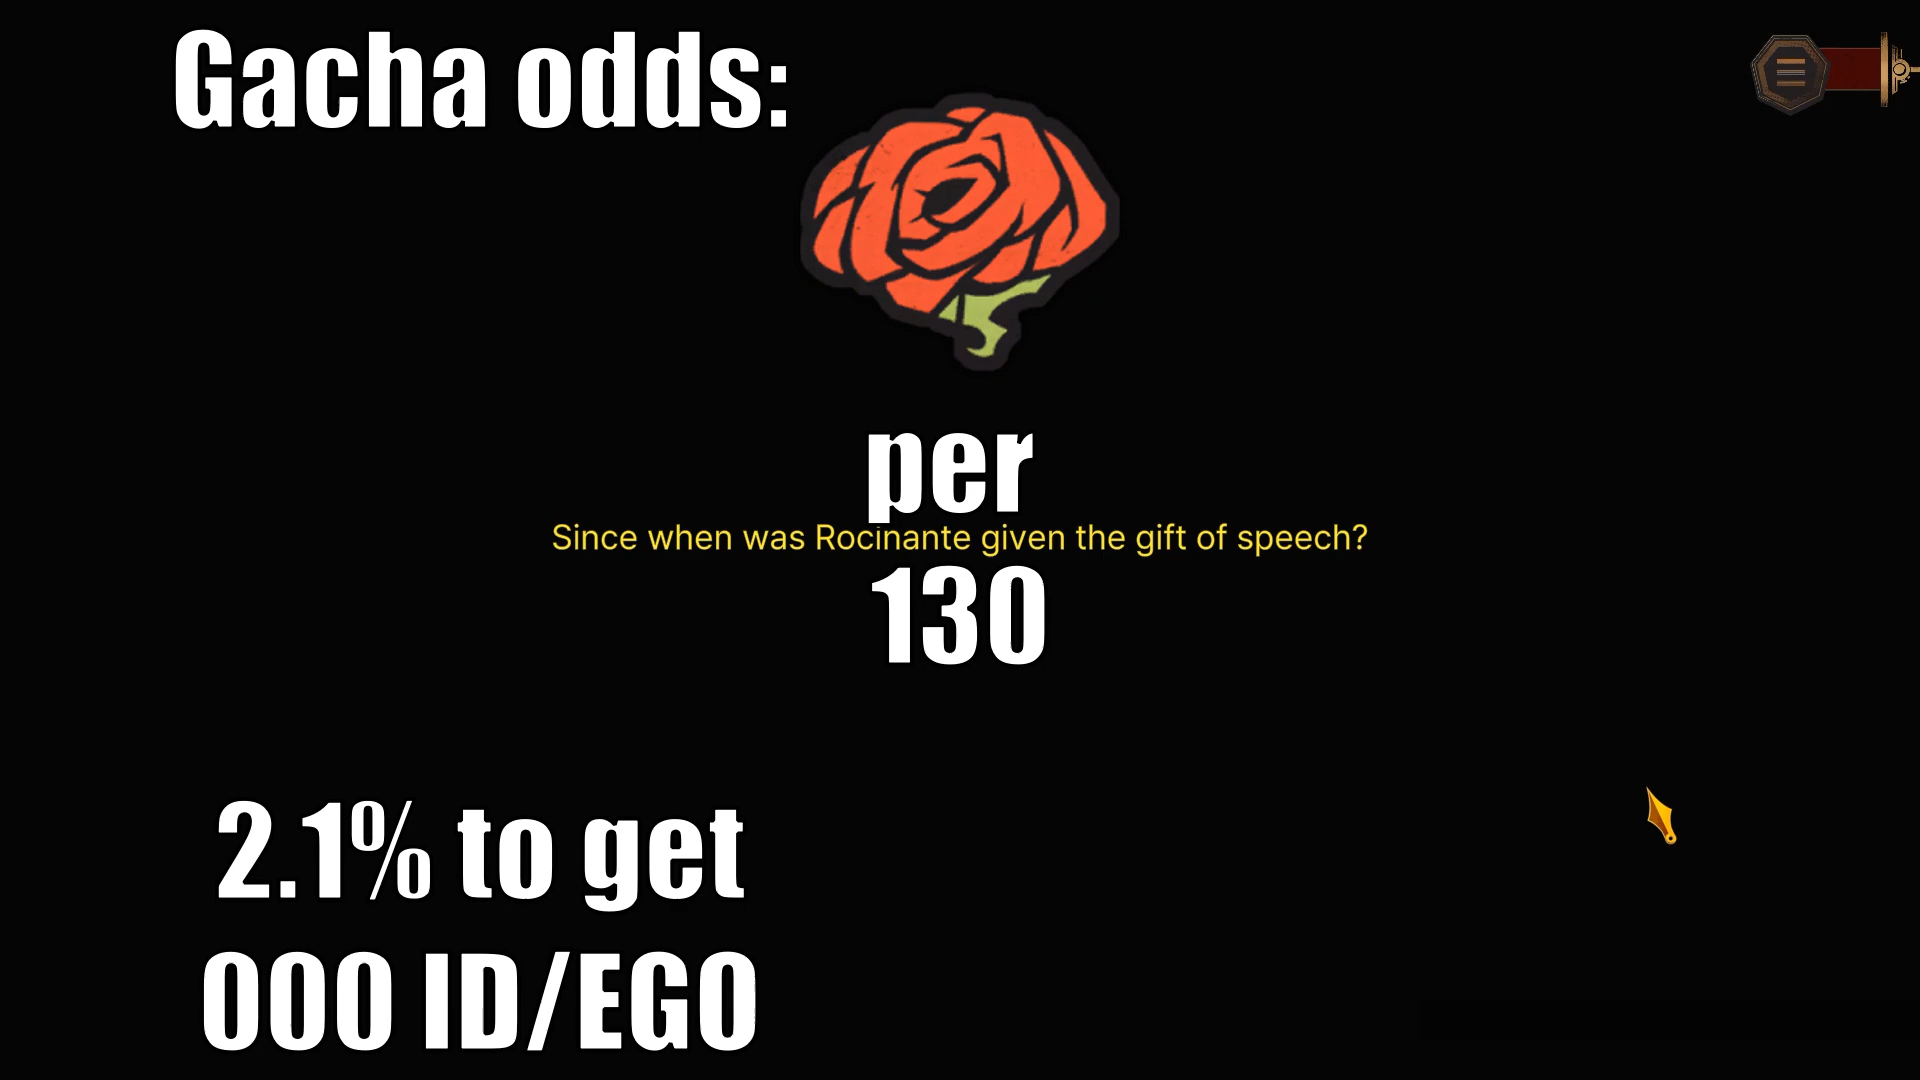 Gacha odds:
per
Since when was Rocinante given the gift of speech?
130
2.1% to get
000 ID/EGO